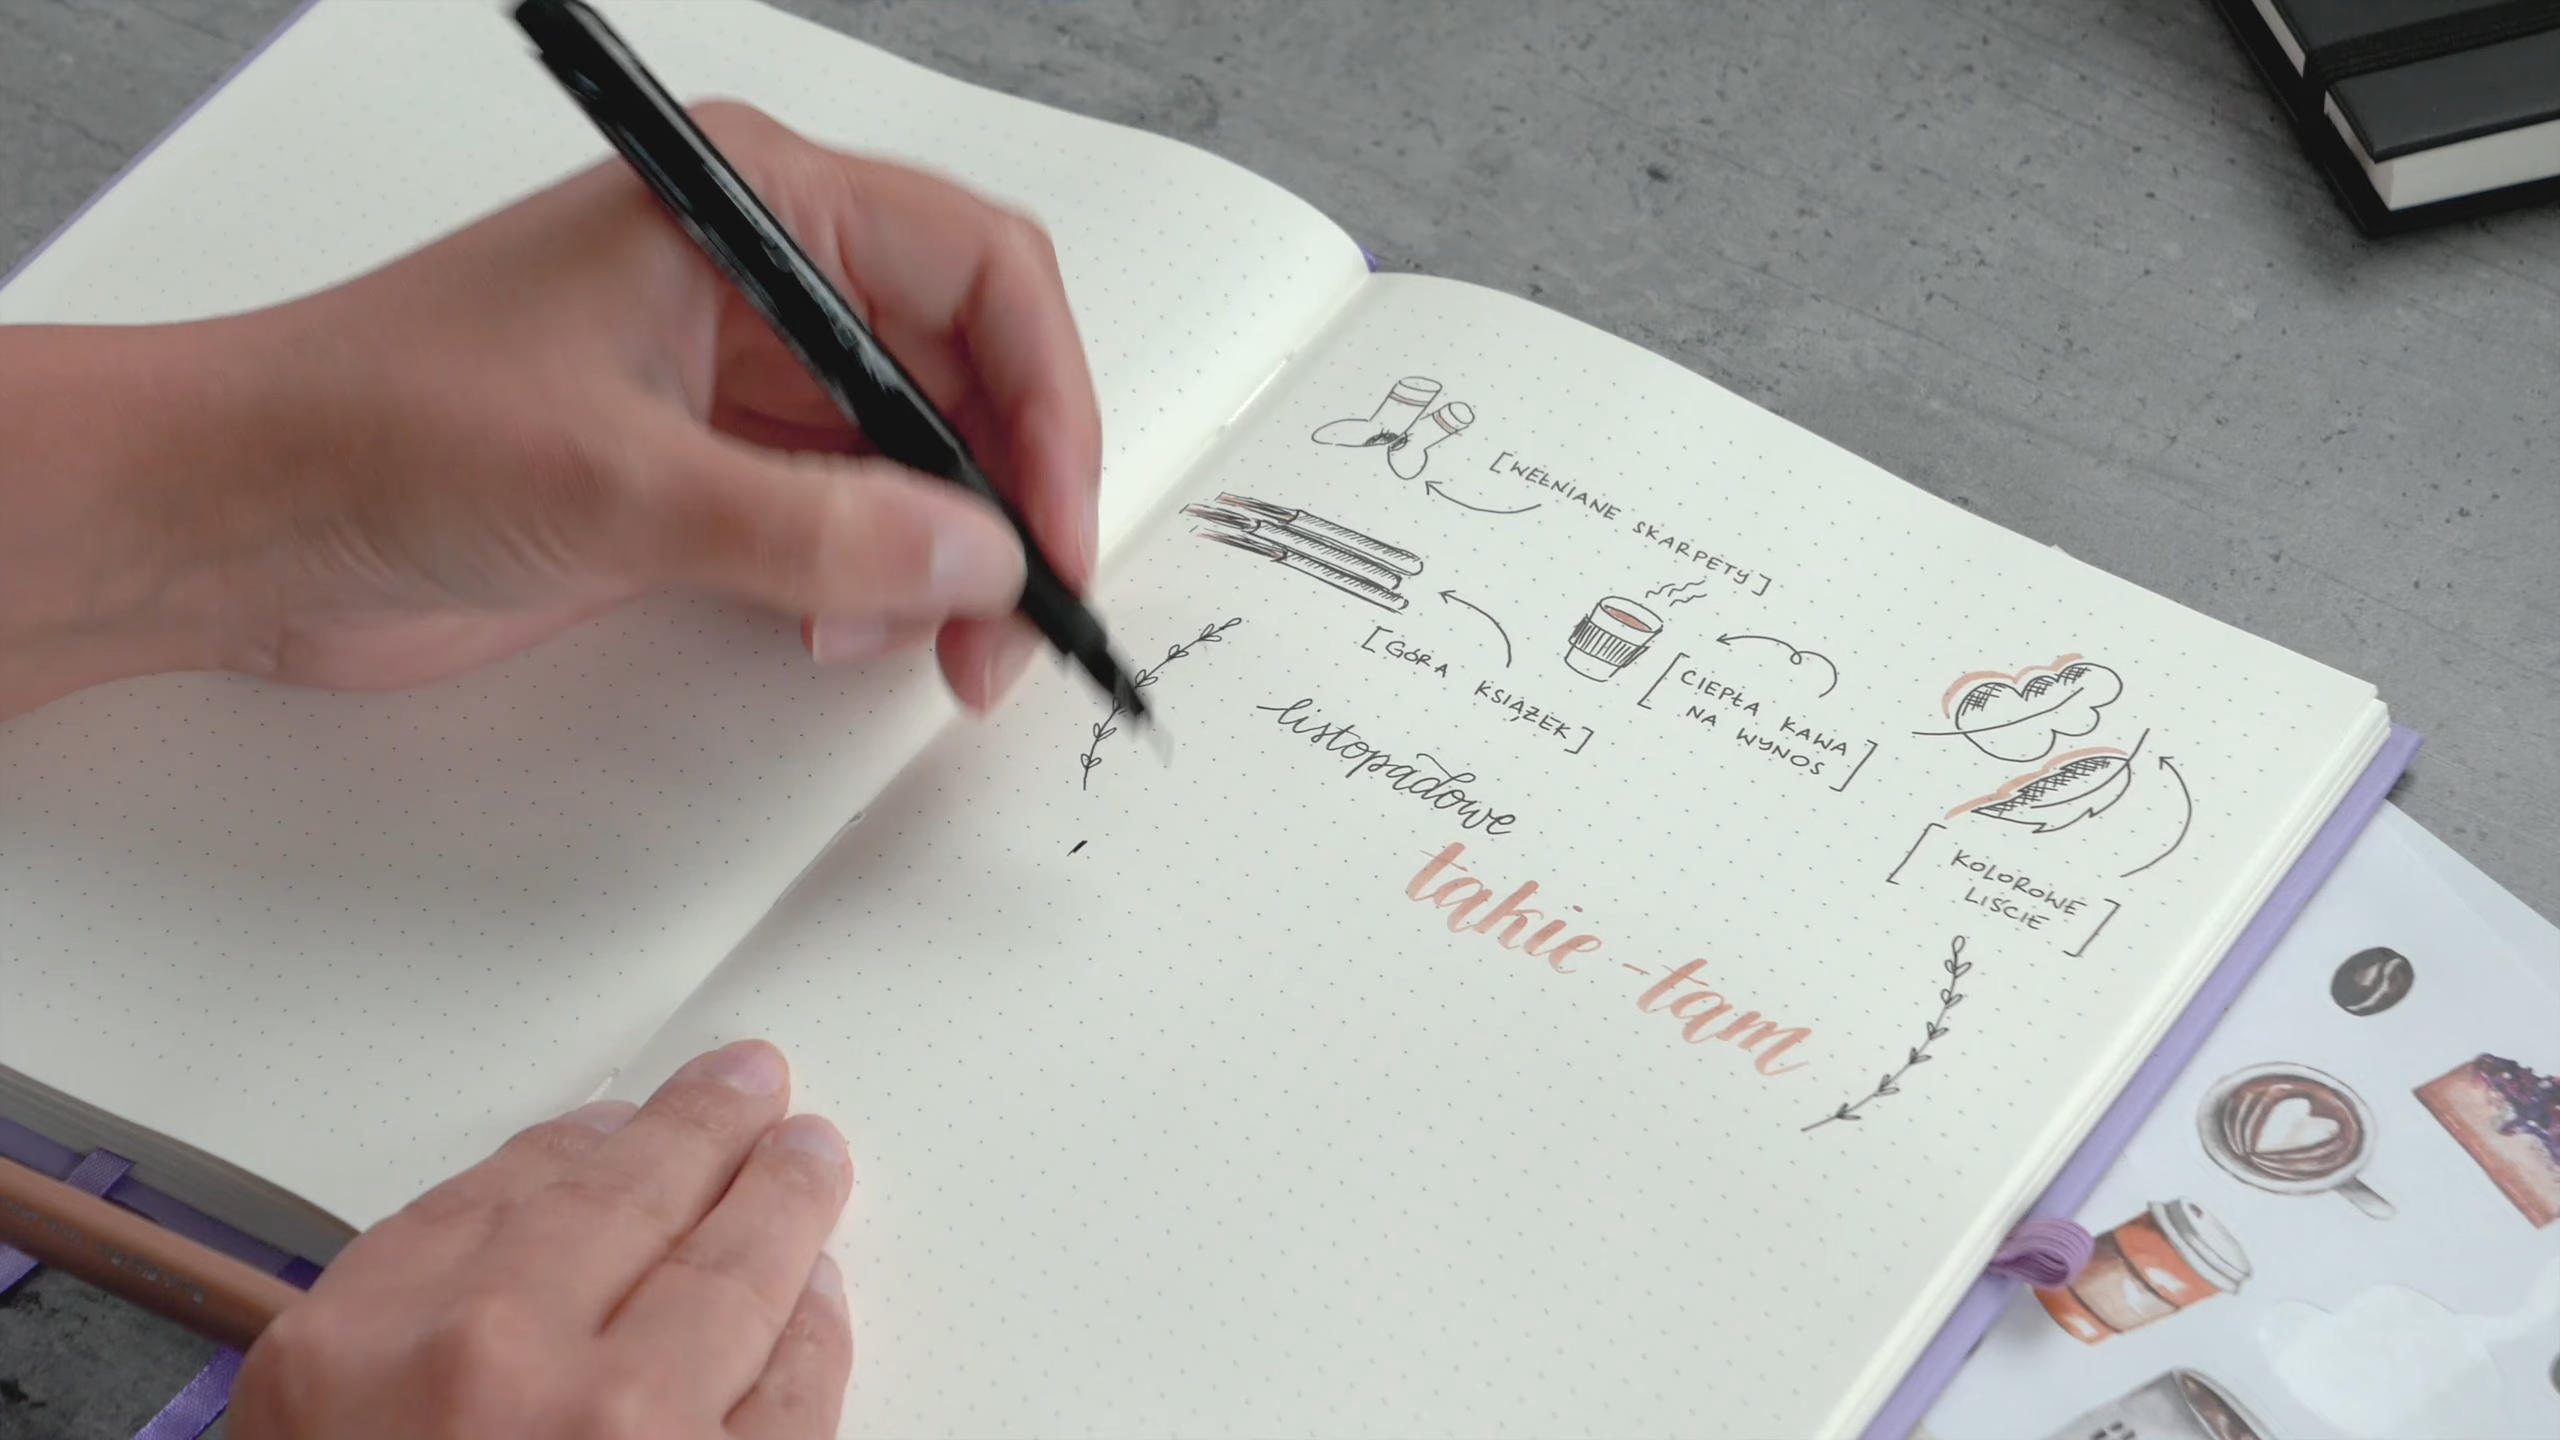 [WEŁNIANE SKARPETY]
[GÓRA KSIĄŻEK]
[CIEPŁA KAWA
NA WYNOS]
listopadowe
takie-tam
[KOLOROWE
LIŚCIE]